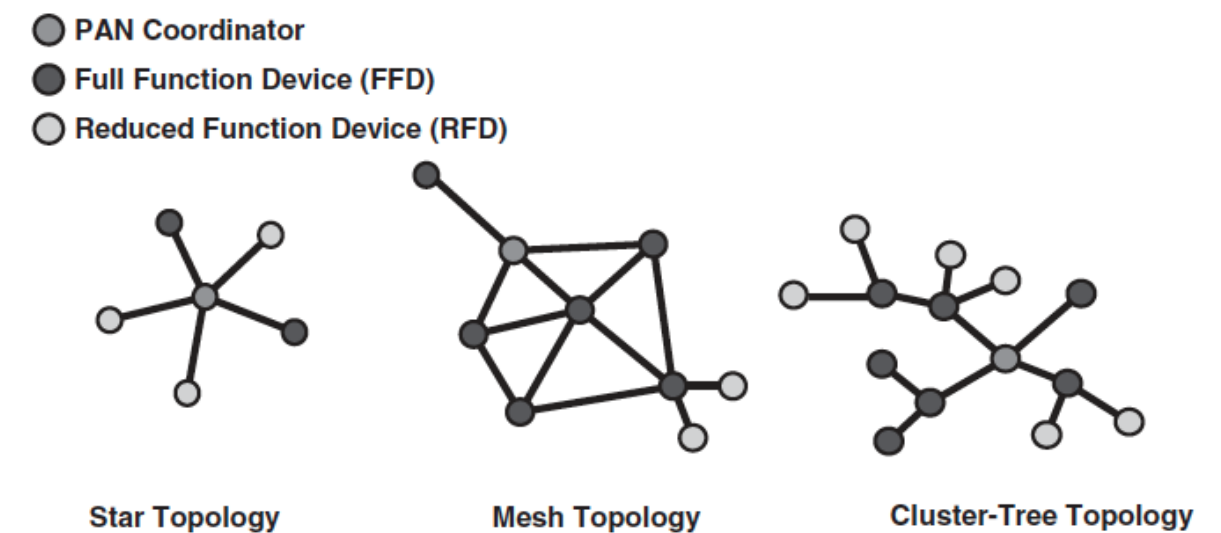 PAN Coordinator
Full Function Device (FFD)
Reduced Function Device (RFD)
Star Topology
Mesh Topology
Cluster-Tree Topology